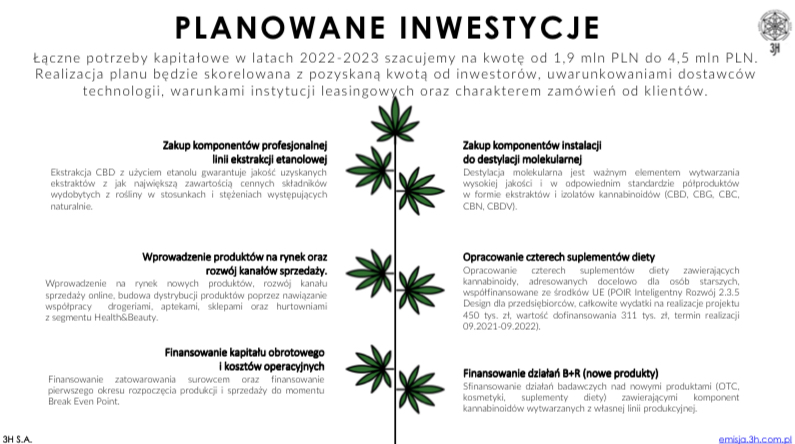 PLANOWANE INWESTYCJE
3H
Łączne potrzeby kapitałowe w latach 2022-2023 szacujemy na kwotę od 1,9 mln PLN do 4,5 mln PLN.
Realizacja planu będzie skorelowana z pozyskaną kwotą od inwestorów, uwarunkowaniami dostawców
technologii, warunkami instytucji leasingowych oraz charakterem zamówień od klientów.
Zakup komponentów profesjonalnej
linii ekstrakcji etanolowej
Ekstrakcja CBD z użyciem etanolu gwarantuje jakość uzyskanych
ekstraktów z jak największą zawartością cennych składników
wydobytych z rośliny w stosunkach i stężeniach występujących
naturalnie.
Zakup komponentów instalacji
do destylacji molekularnej
Destylacja molekularna jest ważnym elementem wytwarzania
wysokiej jakości i w odpowiednim standardzie półproduktów
w formie ekstraktów i izolatów kannabinoidów (CBD, CBG, CBC,
CBN, CBDV).
Wprowadzenie produktów na rynek oraz
rozwój kanałów sprzedaży.
Wprowadzenie na rynek nowych produktów, rozwój kanału
sprzedaży online, budowa dystrybucji produktów poprzez nawiązanie
współpracy drogeriami, aptekami, sklepami oraz hurtowniami
z segmentu Health&Beauty.
Opracowanie czterech suplementów diety
Opracowanie czterech suplementów diety zawierających
kannabinoidy, adresowanych docelowo dla osób starszych,
współfinansowane ze środków UE (POIR Inteligentny Rozwój 2.3.5
Design dla przedsiębiorców, całkowite wydatki na realizacje projektu
450 tys. zł, wartość dofinansowania 311 tys. zł, termin realizacji
09.2021-09.2022).
Finansowanie kapitału obrotowego
i kosztów operacyjnych
Finansowanie zatowarowania surowcem oraz finansowanie
pierwszego okresu rozpoczęcia produkcji i sprzedaży do momentu
Break Even Point.
Finansowanie działań B+R (nowe produkty)
Sfinansowanie działań badawczych nad nowymi produktami (OTC,
kosmetyki, suplementy diety) zawierającymi komponent
kannabinoidów wytwarzanych z własnej linii produkcyjnej.
3H S.A.
emisja.3h.com.pl